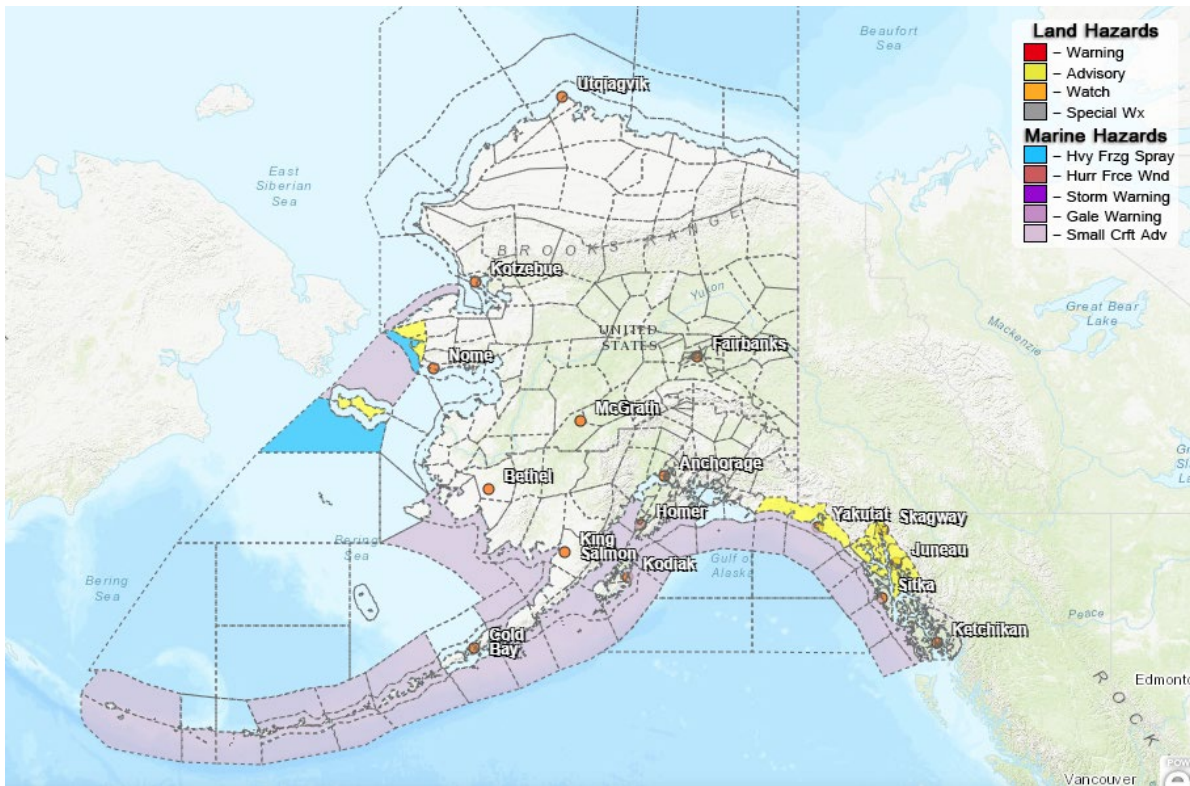 Land Hazards
– Warning
– Advisory
– Watch
– Special Wx
Marine Hazards
– Hvy Frzg Spray
– Hurr Frce Wnd
– Storm Warning
– Gale Warning
– Small Crft Adv
Beaufort
Sea
Utqiagvik
East
Siberian
Sea
BROOKS RANGE
Kotzebue
Yukon
Great Bear
Lake
Mackenzie
UNITED
STATES
Fairbanks
Nome
McGrath
Anchorage
Bethel
Homer
Yakutat
Skagway
King
Salmon
Juneau
Kodiak
Gulf of
Alaska
Sitka
Bering
Sea
Bering
Sea
Peace
Cold
Bay
Ketchikan
Edmonto
ROCK
Vancouver
POW